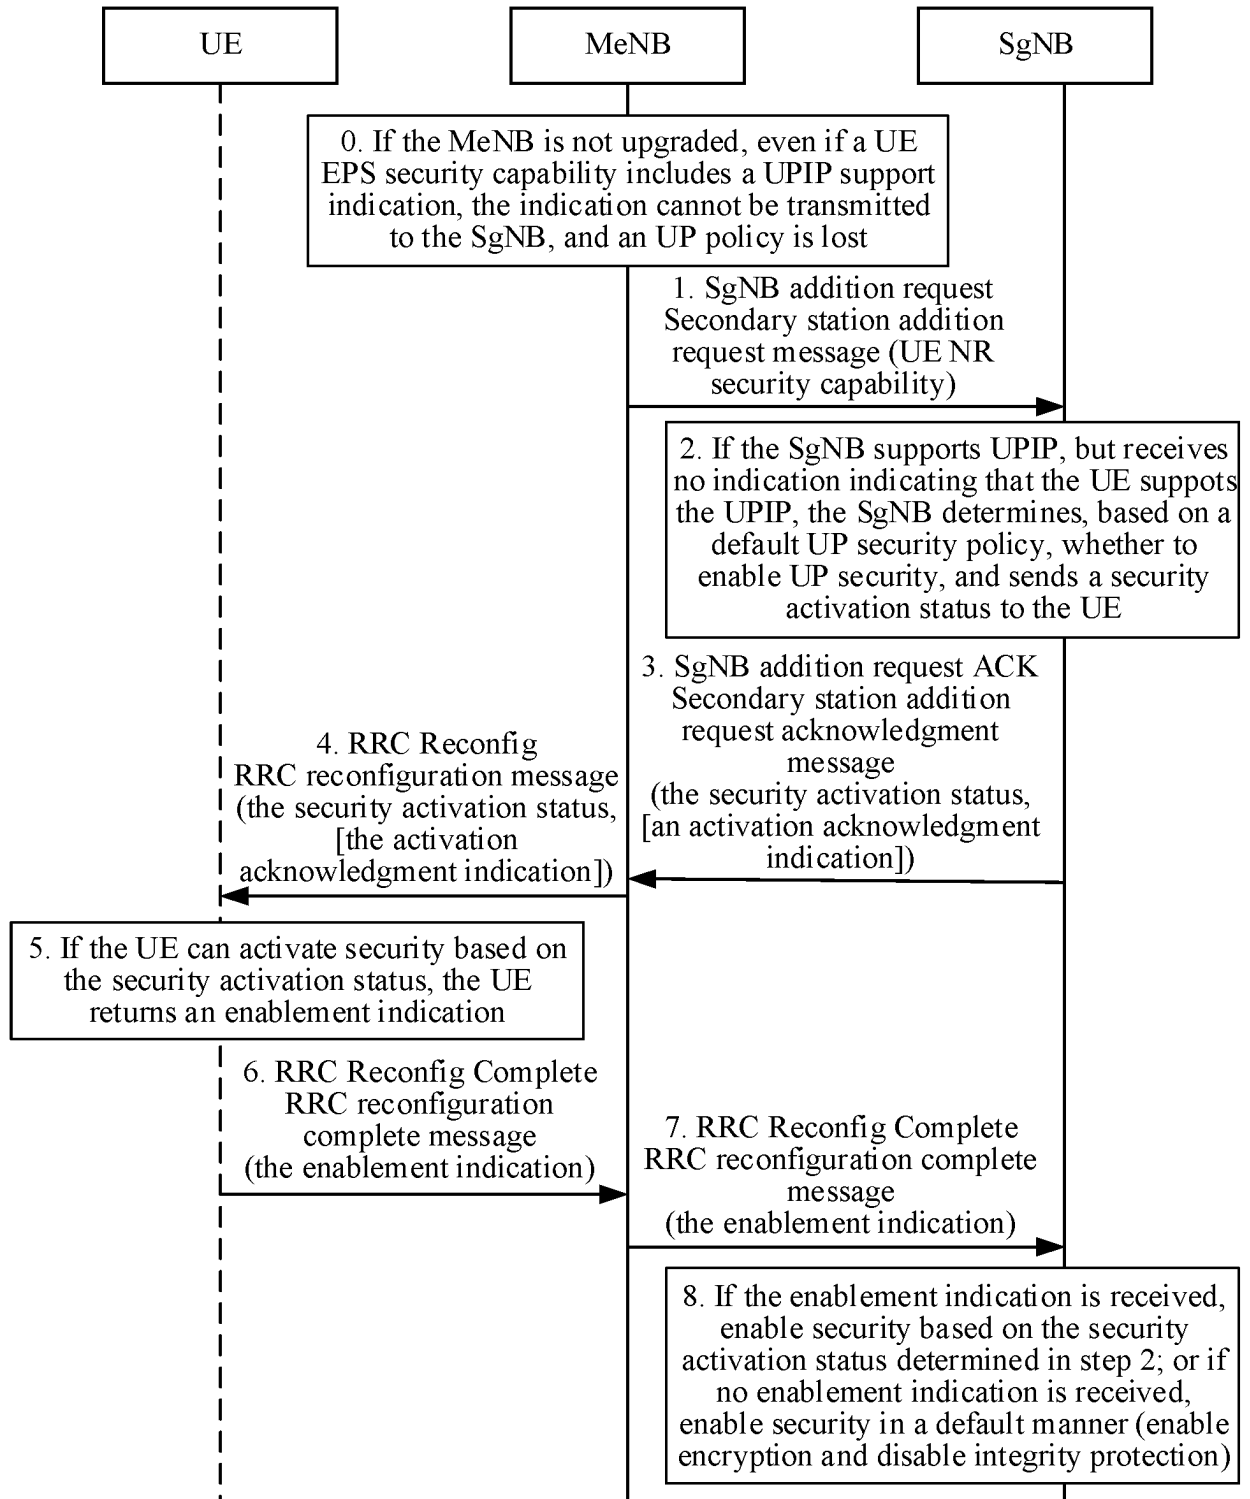 UE
MeNB
SgNB
0. If the MeNB is not upgraded, even if a UE
EPS security capability includes a UPIP support
indication, the indication cannot be transmitted
to the SgNB, and an UP policy is lost
1. SgNB addition request
Secondary station addition
request message (UE NR
security capability)
2. If the SgNB supports UPIP, but receives
no indication indicating that the UE suppots
the UPIP, the SgNB determines, based on a
default UP security policy, whether to
enable UP security, and sends a security
activation status to the UE
3. SgNB addition request ACK
Secondary station addition
request acknowledgment
message
(the security activation status,
[an activation acknowledgment
indication])
4. RRC Reconfig
RRC reconfiguration message
(the security activation status,
[the activation
acknowledgment indication])
5. If the UE can activate security based on
the security activation status, the UE
returns an enablement indication
6. RRC Reconfig Complete
RRC reconfiguration
complete message
(the enablement indication)
7. RRC Reconfig Complete
RRC reconfiguration complete
message
(the enablement indication)
8. If the enablement indication is received,
enable security based on the security
activation status determined in step 2; or if
no enablement indication is received,
enable security in a default manner (enable
encryption and disable integrity protection)